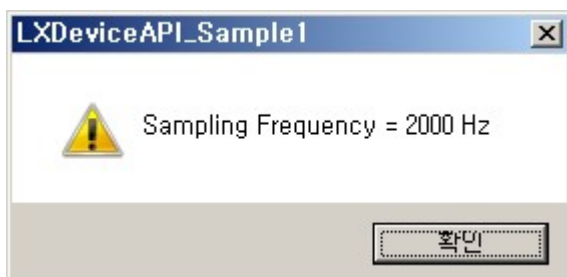 LXDeviceAPI_Sample1
Sampling Frequency = 2000 Hz
확인